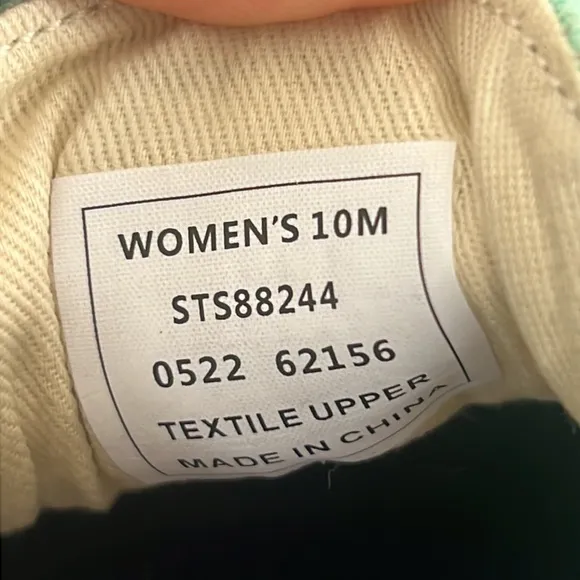 WOMEN'S 10M
STS88244
0522 62156
TEXTILE UPPER
MADE IN CHINA